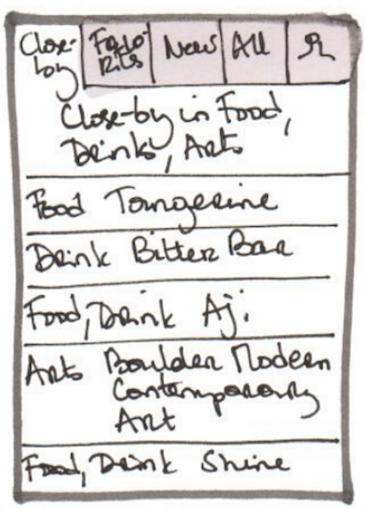 Close-by
Favo-rits
News
All
Close-by in Food,
Drinks, Arts
Food Tangerine
Drink Bitter Bar
Food, Drink Aji
Arts Boulder Modern
Contemporary
Art
Food, Drink Shine